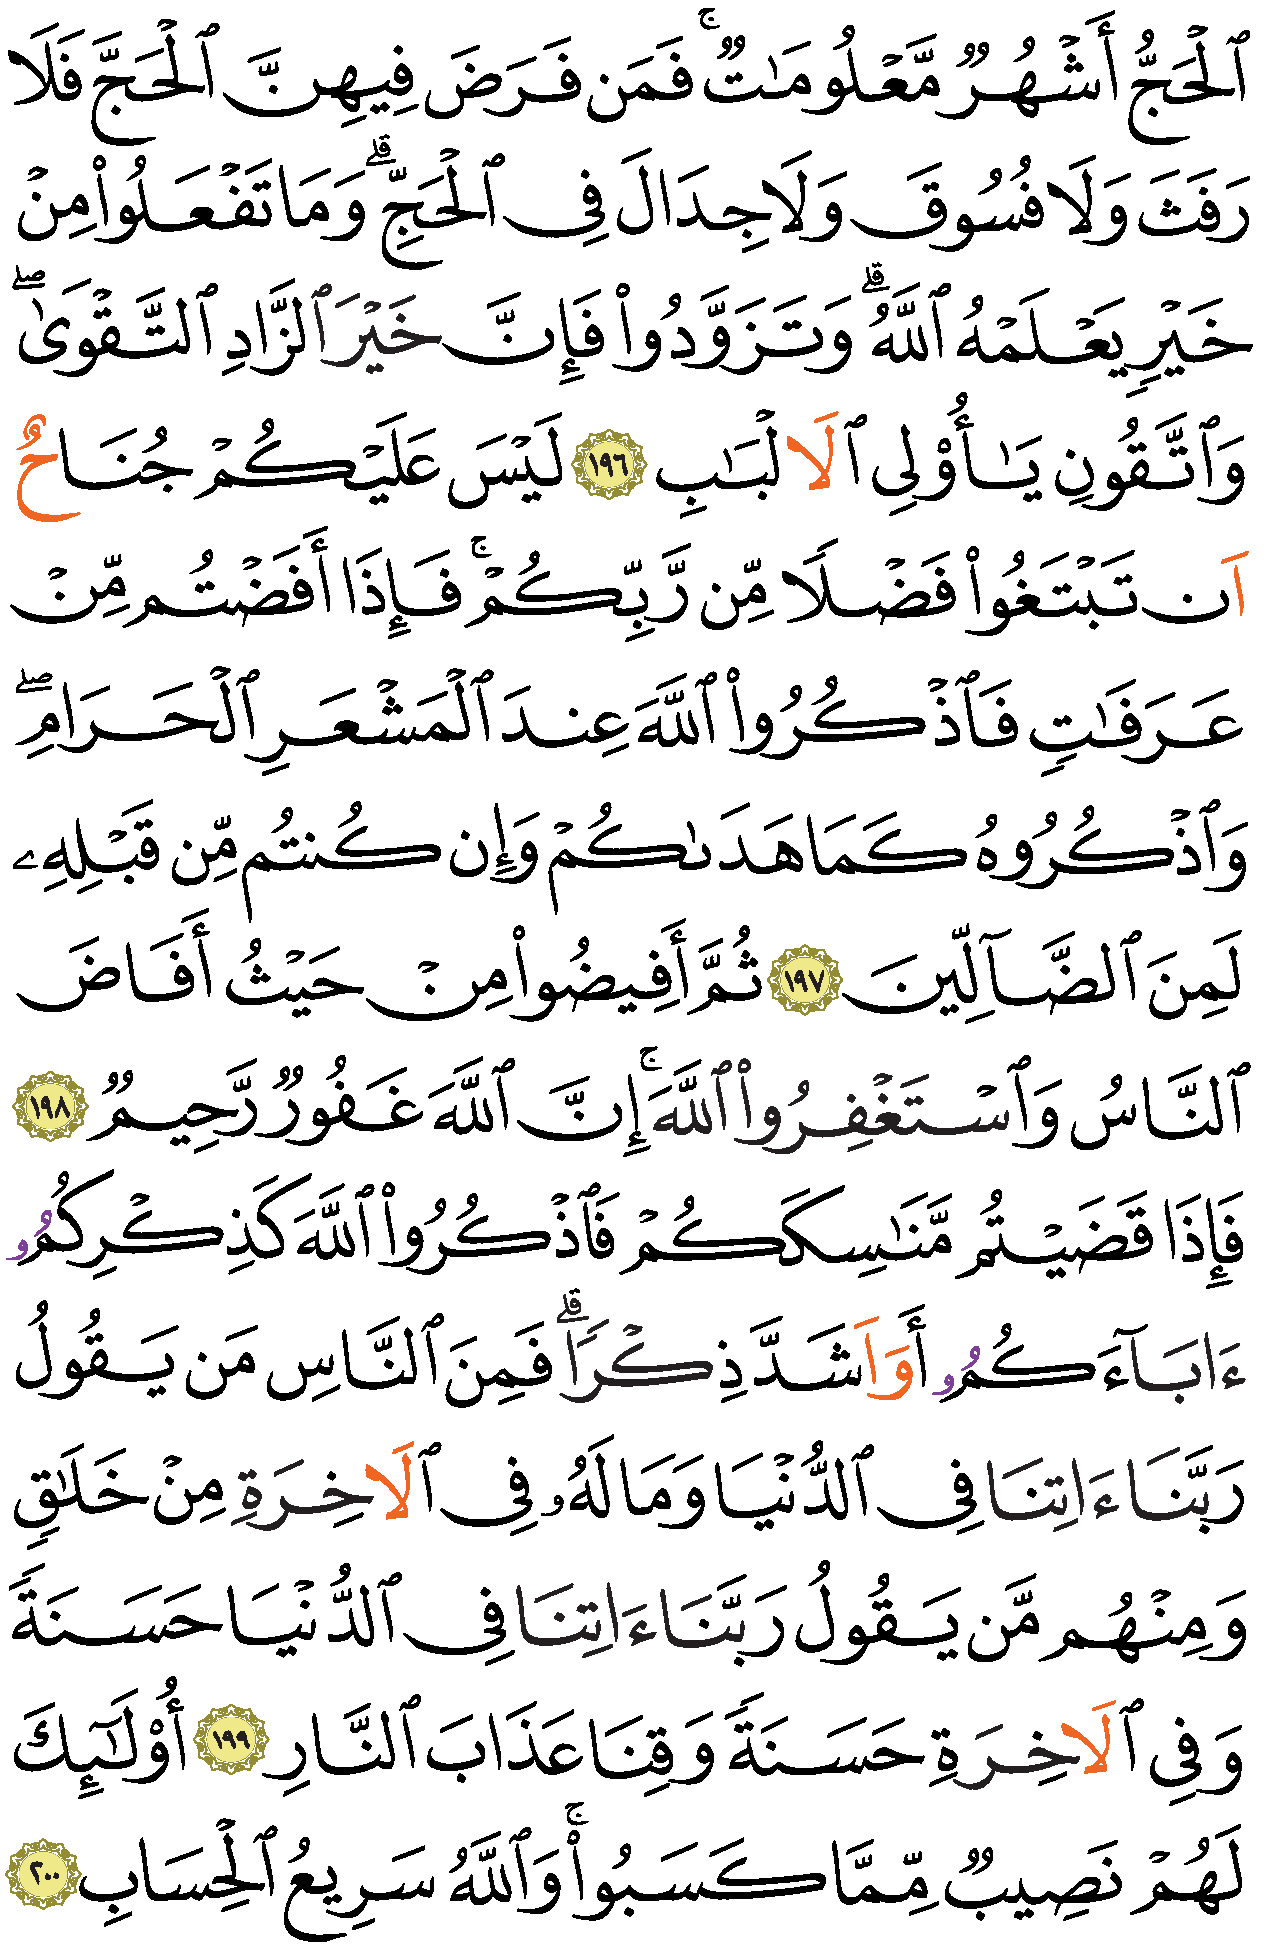 ٱلۡحَجُّ أَشۡهُرٌ مَّعۡلُومَٰتٌۚ فَمَن فَرَضَ فِيهِنَّ ٱلۡحَجَّ فَلَا
رَفَثَ وَلَا فُسُوقَ وَلَا جِدَالَ فِى ٱلۡحَجِّۗ وَمَا تَفۡعَلُواْ مِنۡ
خَيۡرٍ يَعۡلَمۡهُ ٱللَّهُۗ وَتَزَوَّدُواْ فَإِنَّ خَيۡرَ ٱلزَّادِ ٱلتَّقۡوَىٰۖ
وَٱتَّقُونِ يَٰأُوْلِى ٱلَالۡبَٰبِ ١٩٦ لَيۡسَ عَلَيۡكُمۡ جُنَاحٌ
اَن تَبۡتَغُواْ فَضۡلًا مِّن رَّبِّكُمۡۚ فَإِذَا أَفَضۡتُم مِّنۡ
عَرَفَٰتٍ فَٱذۡكُرُواْ ٱللَّهَ عِندَ ٱلۡمَشۡعَرِ ٱلۡحَرَامِۖ
وَٱذۡكُرُوهُ كَمَا هَدَىٰكُمۡ وَإِن كُنتُم مِّن قَبۡلِهِۦ
لَمِنَ ٱلضَّآلِّينَ ١٩٧ ثُمَّ أَفِيضُواْ مِنۡ حَيۡثُ أَفَاضَ
ٱلنَّاسُ وَٱسۡتَغۡفِرُواْ ٱللَّهَۚ إِنَّ ٱللَّهَ غَفُورٌ رَّحِيمٌ ١٩٨
فَإِذَا قَضَيۡتُم مَّنَٰسِكَكُمۡ فَٱذۡكُرُواْ ٱللَّهَ كَذِكۡرِكُمُۥ
ءَابَآءَكُمُۥ أَوَ اَشَدَّ ذِكۡرًاۗ فَمِنَ ٱلنَّاسِ مَن يَقُولُ
رَبَّنَا ءَاتِنَا فِى ٱلدُّنۡيَا وَمَا لَهُۥ فِى ٱلَاخِرَةِ مِنۡ خَلَٰقٍ
وَمِنۡهُم مَّن يَقُولُ رَبَّنَا ءَاتِنَا فِى ٱلدُّنۡيَا حَسَنَةً
وَفِى ٱلَاخِرَةِ حَسَنَةً وَقِنَا عَذَابَ ٱلنَّارِ ١٩٩ أُوْلَٰٓئِكَ
لَهُمۡ نَصِيبٌ مِّمَّا كَسَبُواْۚ وَٱللَّهُ سَرِيعُ ٱلۡحِسَابِ ٢٠٠